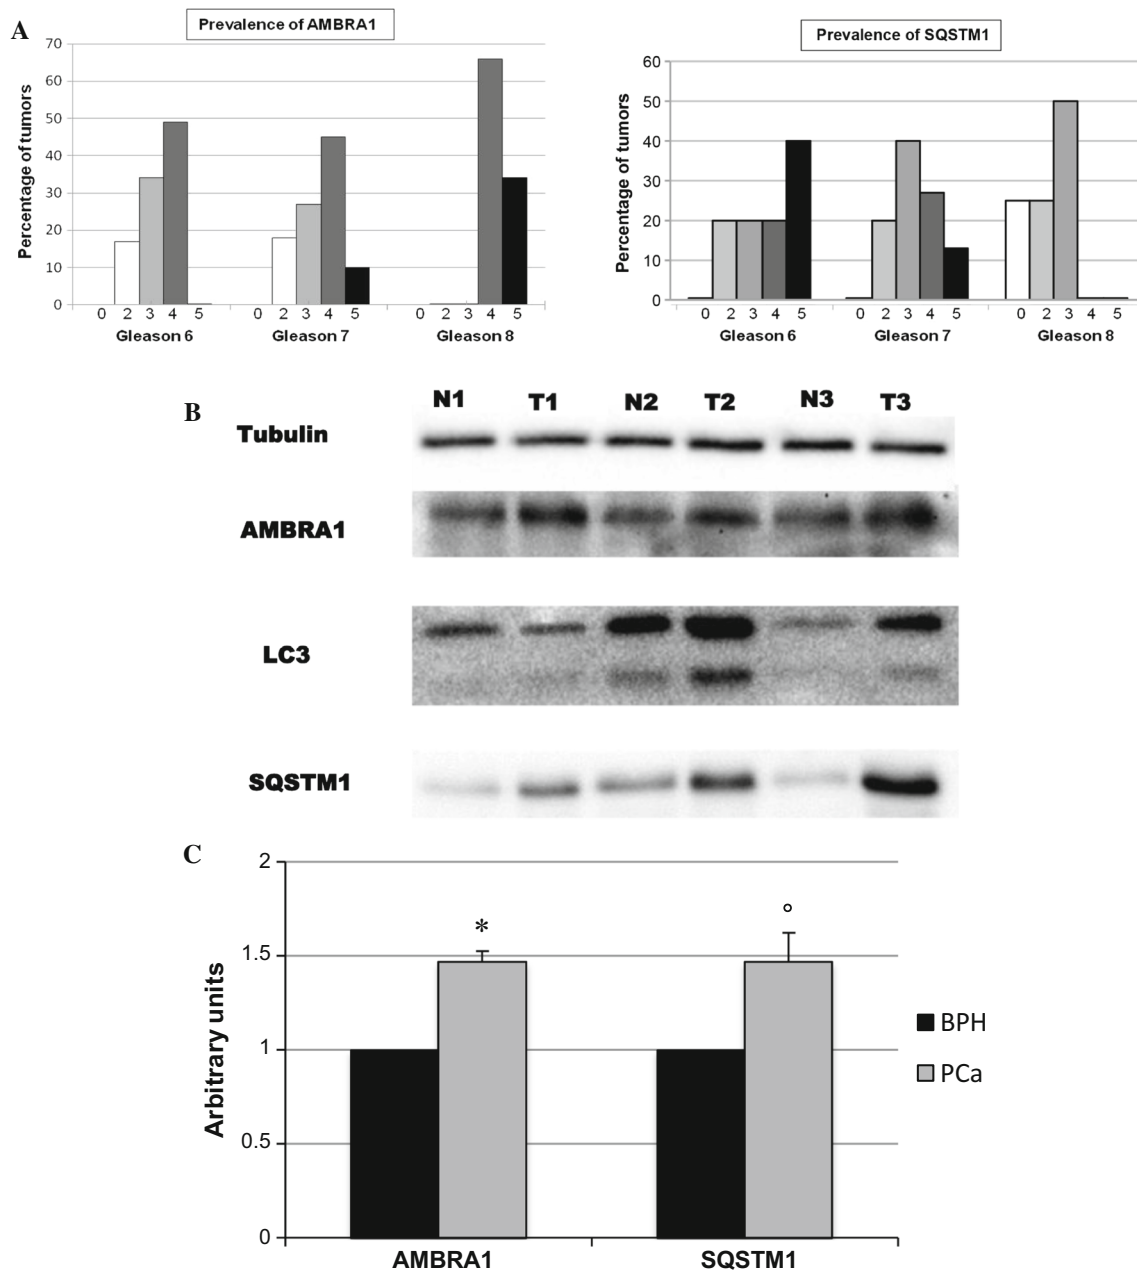 A
Prevalence of AMBRA1
Percentage of tumors
70
60
50
40
30
20
10
0
0 2 3 4 5 0 2 3 4 5 0 2 3 4 5
Gleason 6 Gleason 7 Gleason 8
Prevalence of SQSTM1
Percentage of tumors
60
50
40
30
20
10
0
0 2 3 4 5 0 2 3 4 5 0 2 3 4 5
Gleason 6 Gleason 7 Gleason 8
B
N1 T1 N2 T2 N3 T3
Tubulin
AMBRA1
LC3
SQSTM1
C
Arbitrary units
2
1.5
1
0.5
0
* °
AMBRA1 SQSTM1
BPH
PCa